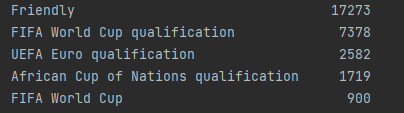 Friendly 17273
FIFA World Cup qualification 7378
UEFA Euro qualification 2582
African Cup of Nations qualification 1719
FIFA World Cup 900